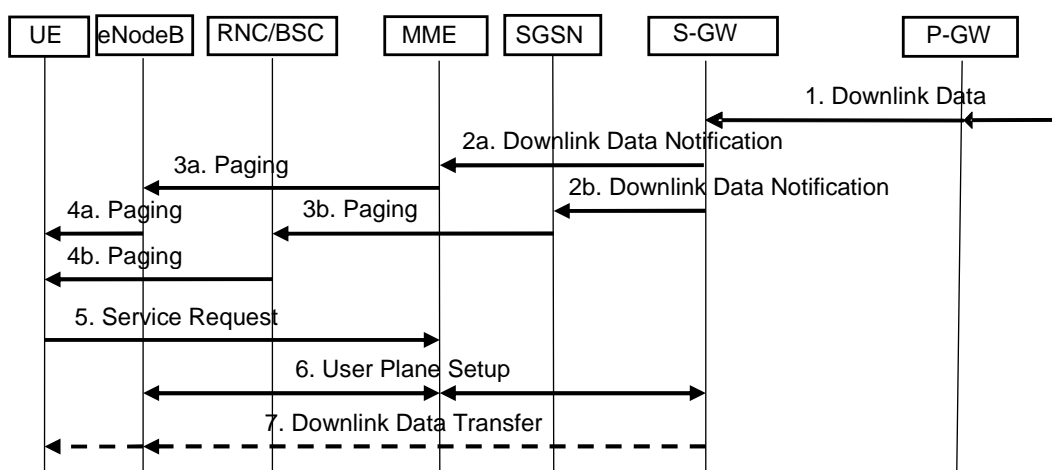 UE eNodeB RNC/BSC MME SGSN S-GW P-GW
1. Downlink Data
2a. Downlink Data Notification
3a. Paging
2b. Downlink Data Notification
4a. Paging
3b. Paging
4b. Paging
5. Service Request
6. User Plane Setup
7. Downlink Data Transfer